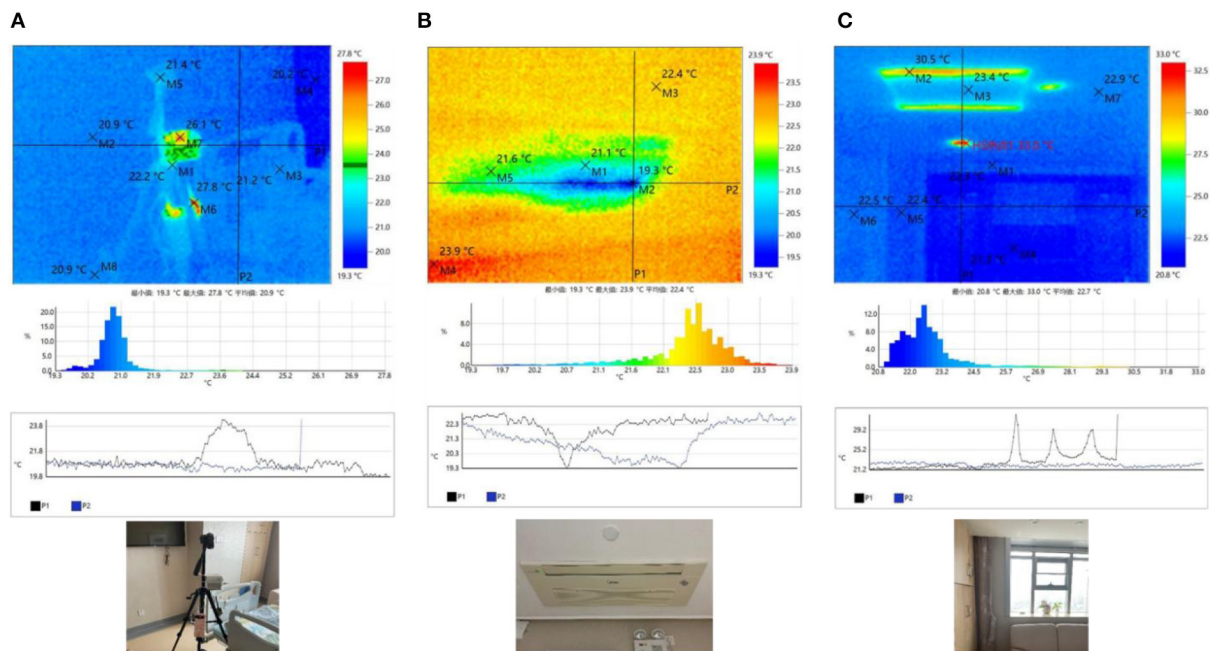 A
27.8 °C
21.4 °C
M5
20.2 °C
M4
27.0
20.9 °C
M2
26.1 °C
M7
26.0
25.0
24.0
22.2 °C
M1
21.2 °C
M3
23.0
27.8 °C
M6
22.0
21.0
20.9 °C
M8
P2
20.0
19.3 °C
最小值: 19.3 °C 最大值: 27.8 °C 平均值: 20.9 °C
20.0
15.0
10.0
5.0
0.0
%
19.3 20.2 21.0 21.9 22.7 23.6 24.4 25.2 26.1 26.9 27.8
°C
23.8
21.8
19.8
°C
P1 P2
B
23.9 °C
22.4 °C
M3
23.5
23.0
22.5
21.6 °C
M5
21.1 °C
M1
22.0
19.3 °C
M2
P2
21.5
21.0
20.5
20.0
23.9 °C
M4
P1
19.5
19.3 °C
最小值: 19.3 °C 最大值: 23.9 °C 平均值: 22.4 °C
8.0
4.0
0.0
%
19.3 19.7 20.2 20.7 21.1 21.6 22.0 22.5 23.0 23.4 23.9
°C
22.3
21.3
20.3
19.3
°C
P1 P2
C
33.0 °C
30.5 °C
M2
32.5
23.4 °C
M3
22.9 °C
M7
30.0
27.5
M1
22.5 °C
M6
22.4 °C
M5
P2
25.0
M4
22.5
P1
20.8 °C
最小值: 20.8 °C 最大值: 33.0 °C 平均值: 22.7 °C
12.0
8.0
4.0
0.0
%
20.8 22.0 23.2 24.5 25.7 26.9 28.1 29.3 30.5 31.8 33.0
°C
29.2
25.2
21.2
°C
P1 P2